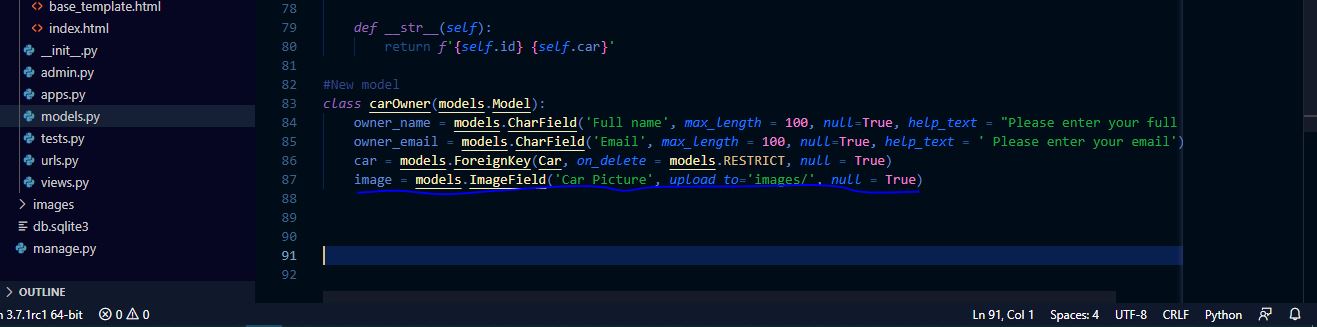 base_template.html
index.html
__init__.py
admin.py
apps.py
models.py
tests.py
urls.py
views.py
images
db.sqlite3
manage.py
OUTLINE
78
79 def __str__(self):
80 return f'{self.id} {self.car}'
81
82 #New model
83 class carOwner(models.Model):
84 owner_name = models.CharField('Full name', max_length = 100, null=True, help_text = "Please enter your full
85 owner_email = models.CharField('Email', max_length = 100, null=True, help_text = ' Please enter your email')
86 car = models.ForeignKey(Car, on_delete = models.RESTRICT, null = True)
87 image = models.ImageField('Car Picture', upload_to='images/', null = True)
88
89
90
91
92
n 3.7.1rc1 64-bit 0 0 Ln 91, Col 1 Spaces: 4 UTF-8 CRLF Python